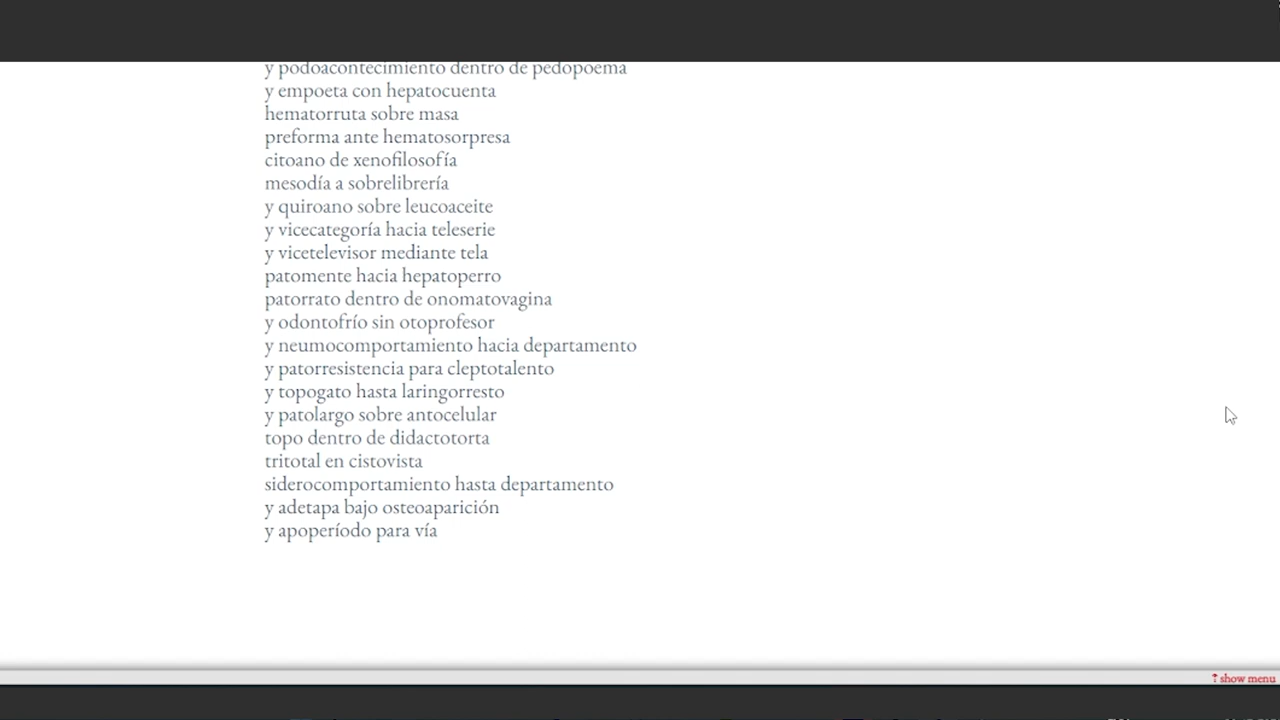 y podoacontecimiento dentro de pedopoema
y empoeta con hepatocuenta
hematorruta sobre masa
preforma ante hematosorpresa
citoano de xenofilosofía
mesodía a sobrelibrería
y quiroano sobre leucoaceite
y vicecategoría hacia teleserie
y vicetelevisor mediante tela
patomente hacia hepatoperro
patorrato dentro de onomatovagina
y odontofrío sin otoprofesor
y neumocomportamiento hacia departamento
y patorresistencia para cleptotalento
y topogato hasta laringorresto
y patolargo sobre antocelular
topo dentro de didactotorta
tritotal en cistovista
siderocomportamiento hasta departamento
y adetapa bajo osteoaparición
y apoperíodo para vía
show menu